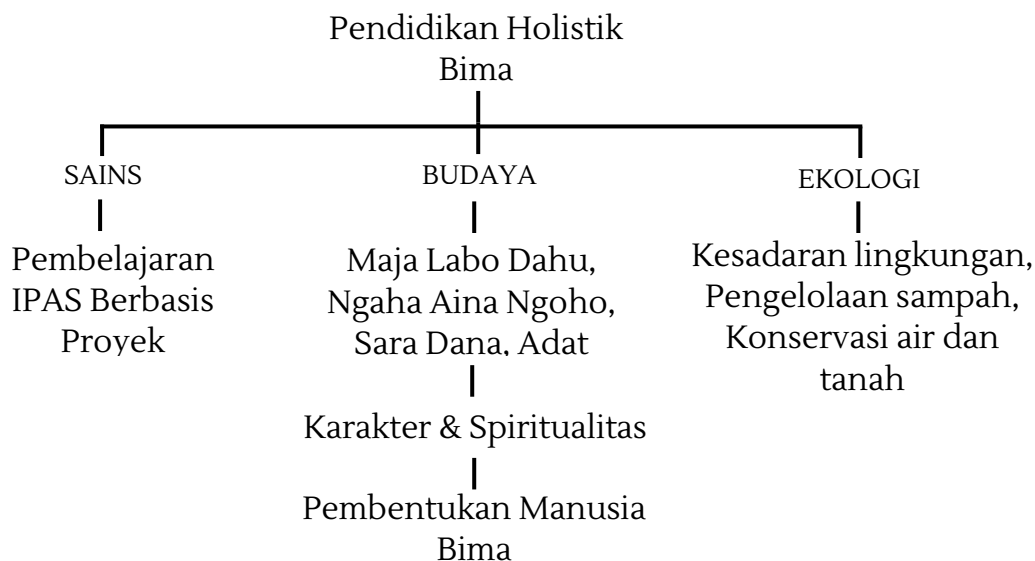 Pendidikan Holistik
Bima
SAINS
BUDAYA
EKOLOGI
Pembelajaran
IPAS Berbasis
Proyek
Maja Labo Dahu,
Ngaha Aina Ngoho,
Sara Dana, Adat
Kesadaran lingkungan,
Pengelolaan sampah,
Konservasi air dan
tanah
Karakter & Spiritualitas
Pembentukan Manusia
Bima